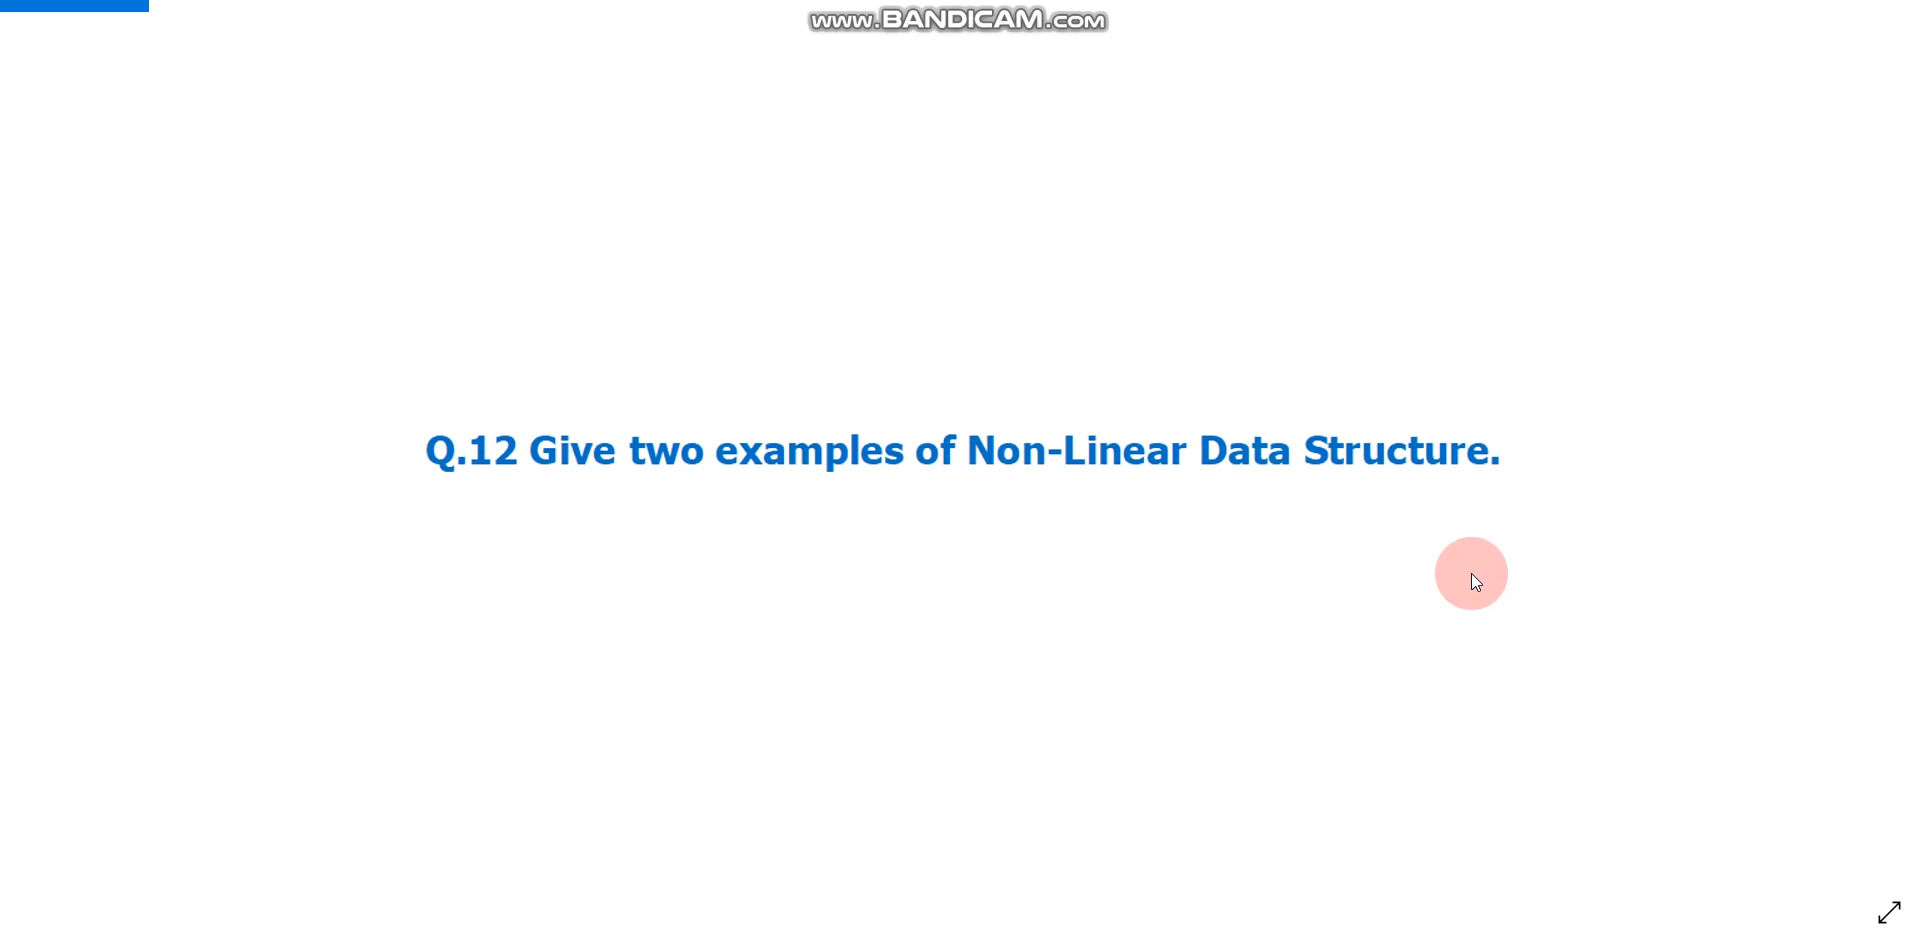 www.BANDICAM.com
Q.12 Give two examples of Non-Linear Data Structure.